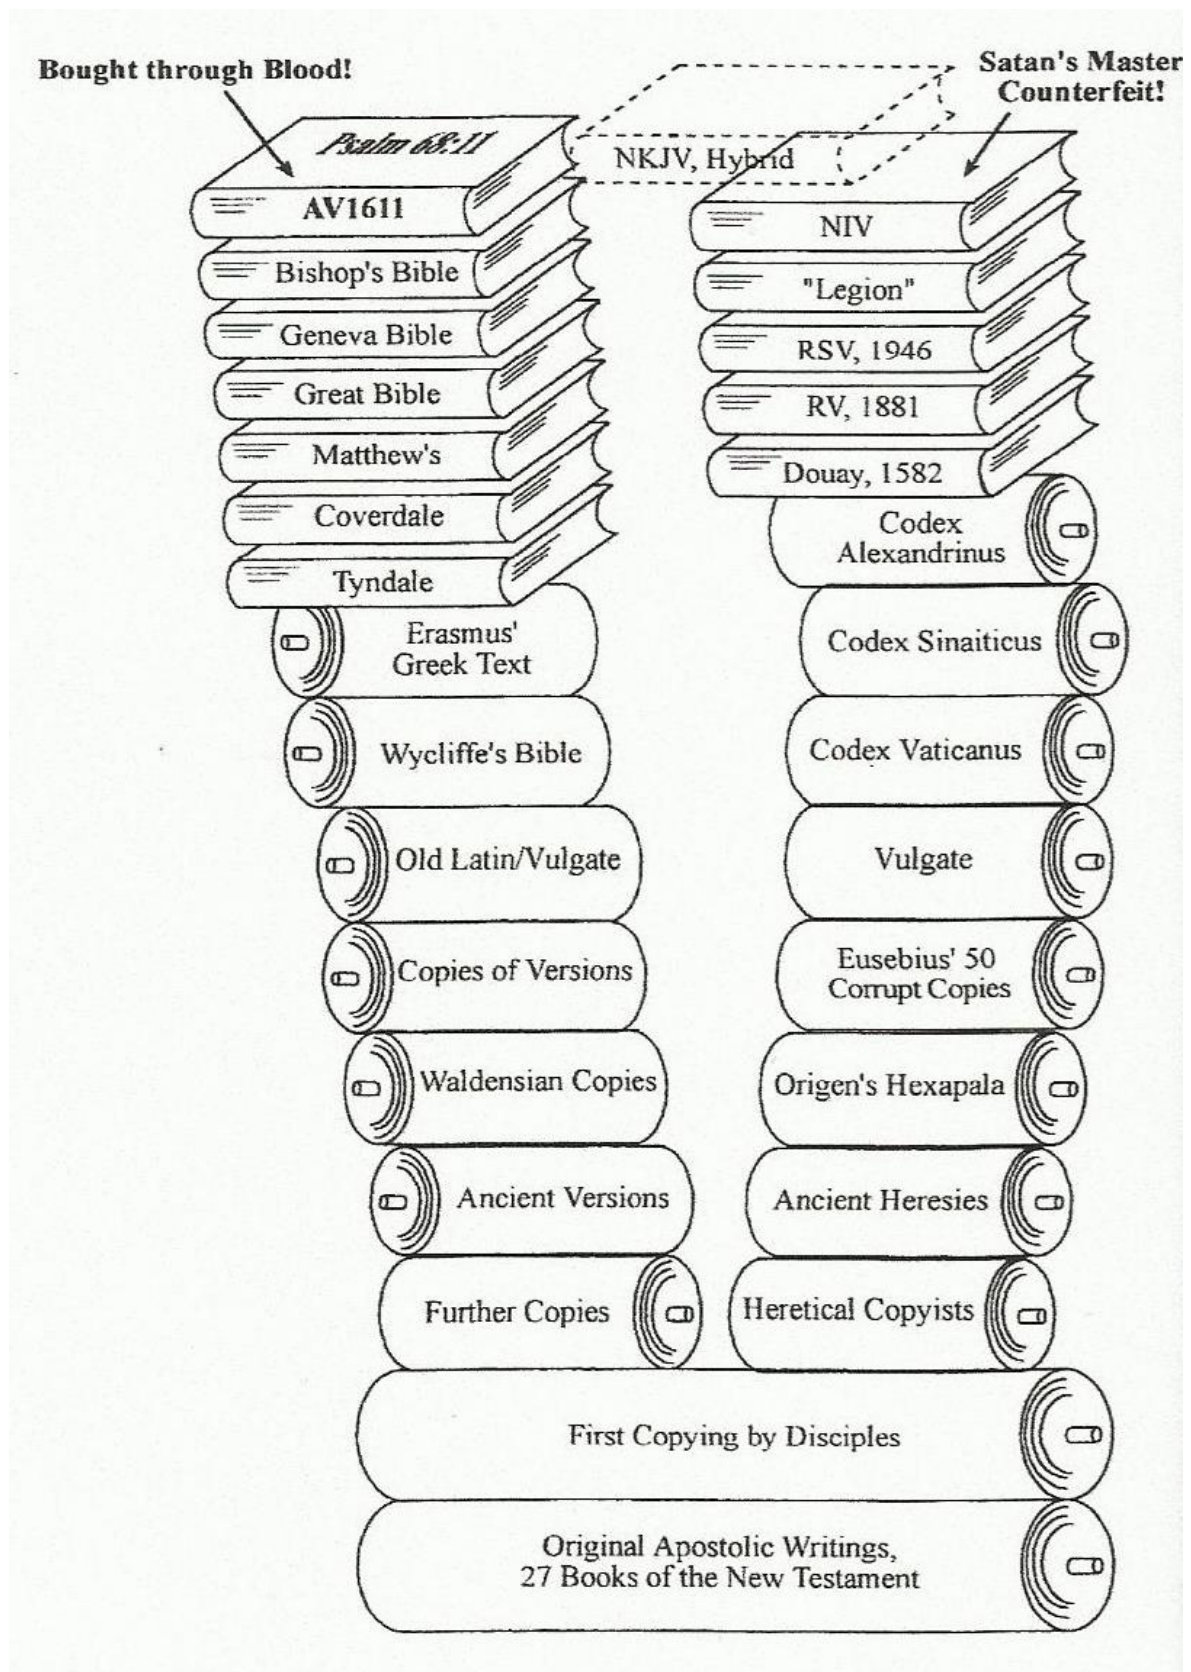 Bought through Blood!
Satan's Master
Counterfeit!
Psalm 68:11
NKJV, Hybrid
AV1611
Bishop's Bible
Geneva Bible
Great Bible
Matthew's
Coverdale
Tyndale
Erasmus'
Greek Text
Wycliffe's Bible
Old Latin/Vulgate
Copies of Versions
Waldensian Copies
Ancient Versions
Further Copies
NIV
"Legion"
RSV, 1946
RV, 1881
Douay, 1582
Codex
Alexandrinus
Codex Sinaiticus
Codex Vaticanus
Vulgate
Eusebius' 50
Corrupt Copies
Origen's Hexapala
Ancient Heresies
Heretical Copyists
First Copying by Disciples
Original Apostolic Writings,
27 Books of the New Testament